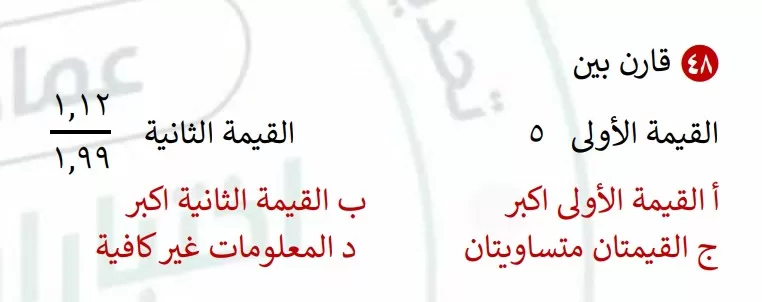 ٤٨ قارن بين
القيمة الأولى ٥ القيمة الثانية ١,١٢ / ١,٩٩
أ القيمة الأولى اكبر ب القيمة الثانية اكبر
ج القيمتان متساويتان د المعلومات غير كافية